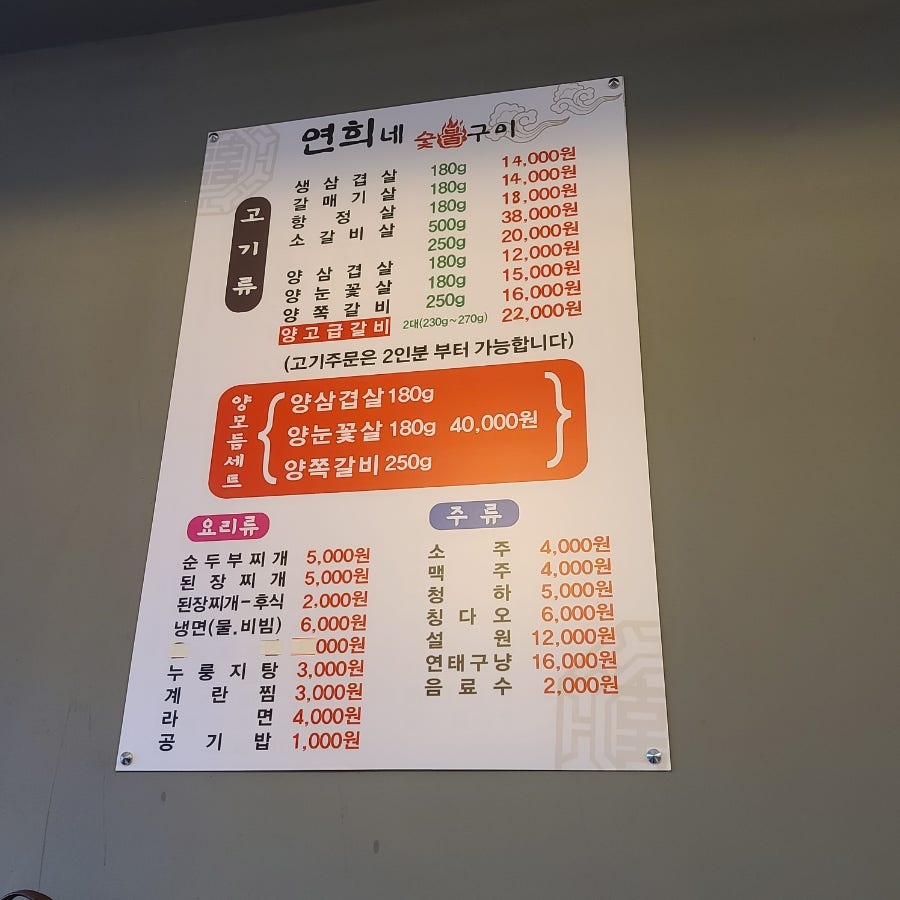 연희네 숯불구이
고기류
생삼겹살 180g 14,000원
갈매기살 180g 14,000원
항정살 180g 18,000원
소갈비살 500g 38,000원
250g 20,000원
양삼겹살 180g 12,000원
양눈꽃살 180g 15,000원
양쪽갈비 250g 16,000원
양고급갈비 2대(230g~270g) 22,000원
(고기주문은 2인분 부터 가능합니다)
양모듬세트
양삼겹살 180g
양눈꽃살 180g 40,000원
양쪽갈비 250g
요리류
순두부찌개 5,000원
된장찌개 5,000원
된장찌개-후식 2,000원
냉면(물.비빔) 6,000원
000원
누룽지탕 3,000원
계란찜 3,000원
라면 4,000원
공기밥 1,000원
주류
소주 4,000원
맥주 4,000원
청하 5,000원
칭다오 6,000원
설원 12,000원
연태구냥 16,000원
음료수 2,000원